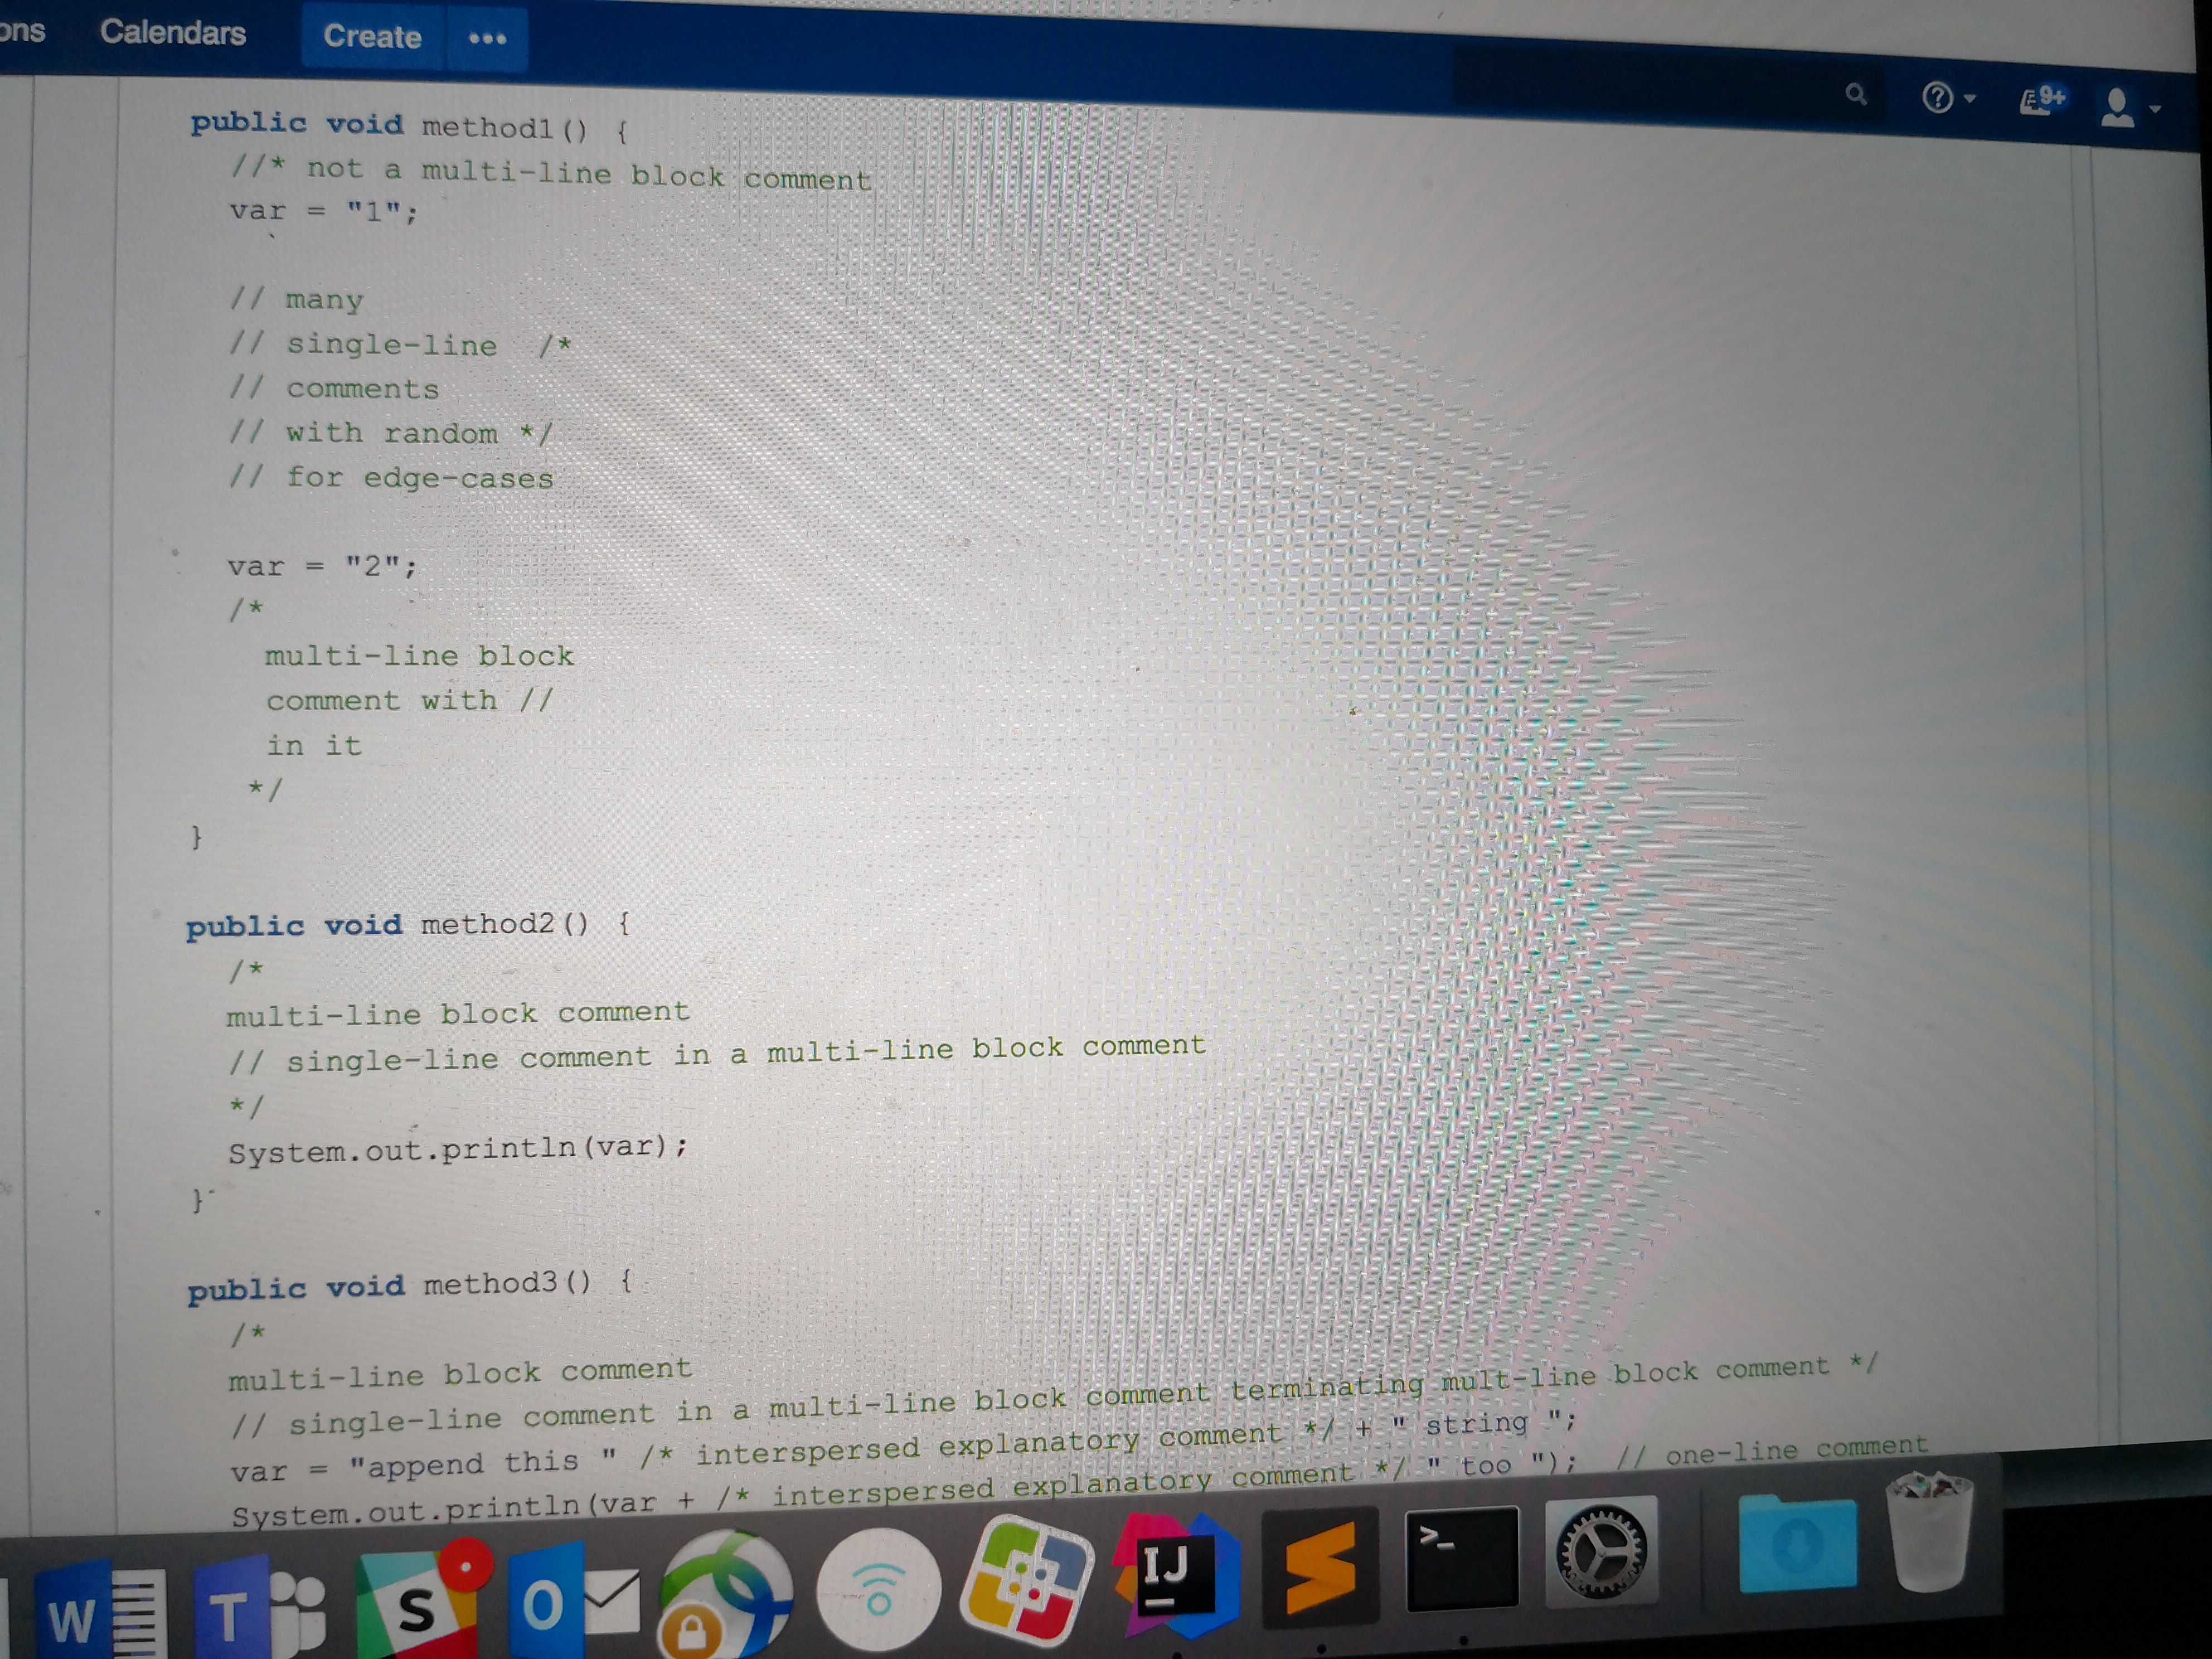 ons Calendars Create •••
9+
public void method1() {
//* not a multi-line block comment
var = "1";
// many
// single-line /*
// comments
// with random */
// for edge-cases
var = "2";
/*
multi-line block
comment with //
in it
*/
}
public void method2() {
/*
multi-line block comment
// single-line comment in a multi-line block comment
*/
System.out.println(var);
}
public void method3() {
/*
multi-line block comment
// single-line comment in a multi-line block comment terminating mult-line block comment */
var = "append this " /* interspersed explanatory comment */ + " string ";
System.out.println(var + /* interspersed explanatory comment */ " too "); // one-line comment
W T S O IJ >_